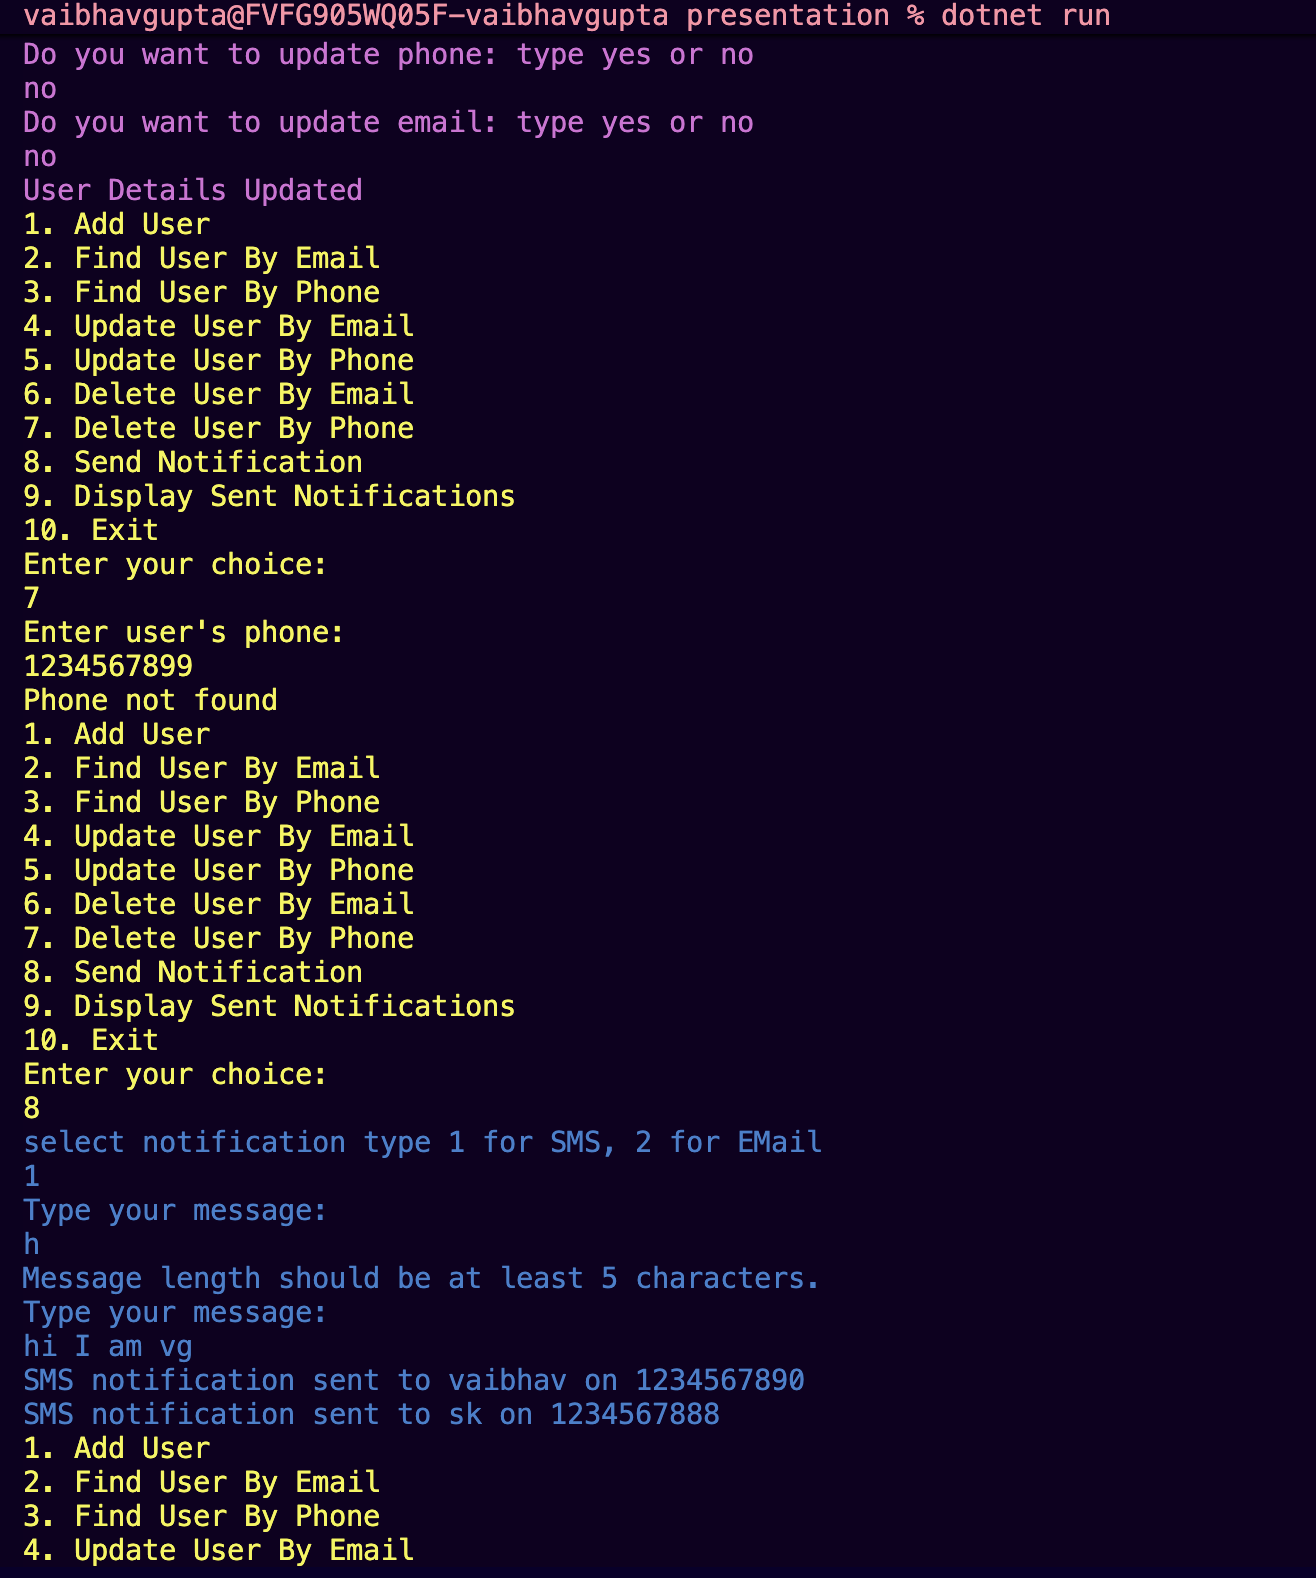 vaibhavgupta@FVFG905WQ05F-vaibhavgupta presentation % dotnet run
Do you want to update phone: type yes or no
no
Do you want to update email: type yes or no
no
User Details Updated
1. Add User
2. Find User By Email
3. Find User By Phone
4. Update User By Email
5. Update User By Phone
6. Delete User By Email
7. Delete User By Phone
8. Send Notification
9. Display Sent Notifications
10. Exit
Enter your choice:
7
Enter user's phone:
1234567899
Phone not found
1. Add User
2. Find User By Email
3. Find User By Phone
4. Update User By Email
5. Update User By Phone
6. Delete User By Email
7. Delete User By Phone
8. Send Notification
9. Display Sent Notifications
10. Exit
Enter your choice:
8
select notification type 1 for SMS, 2 for EMail
1
Type your message:
h
Message length should be at least 5 characters.
Type your message:
hi I am vg
SMS notification sent to vaibhav on 1234567890
SMS notification sent to sk on 1234567888
1. Add User
2. Find User By Email
3. Find User By Phone
4. Update User By Email